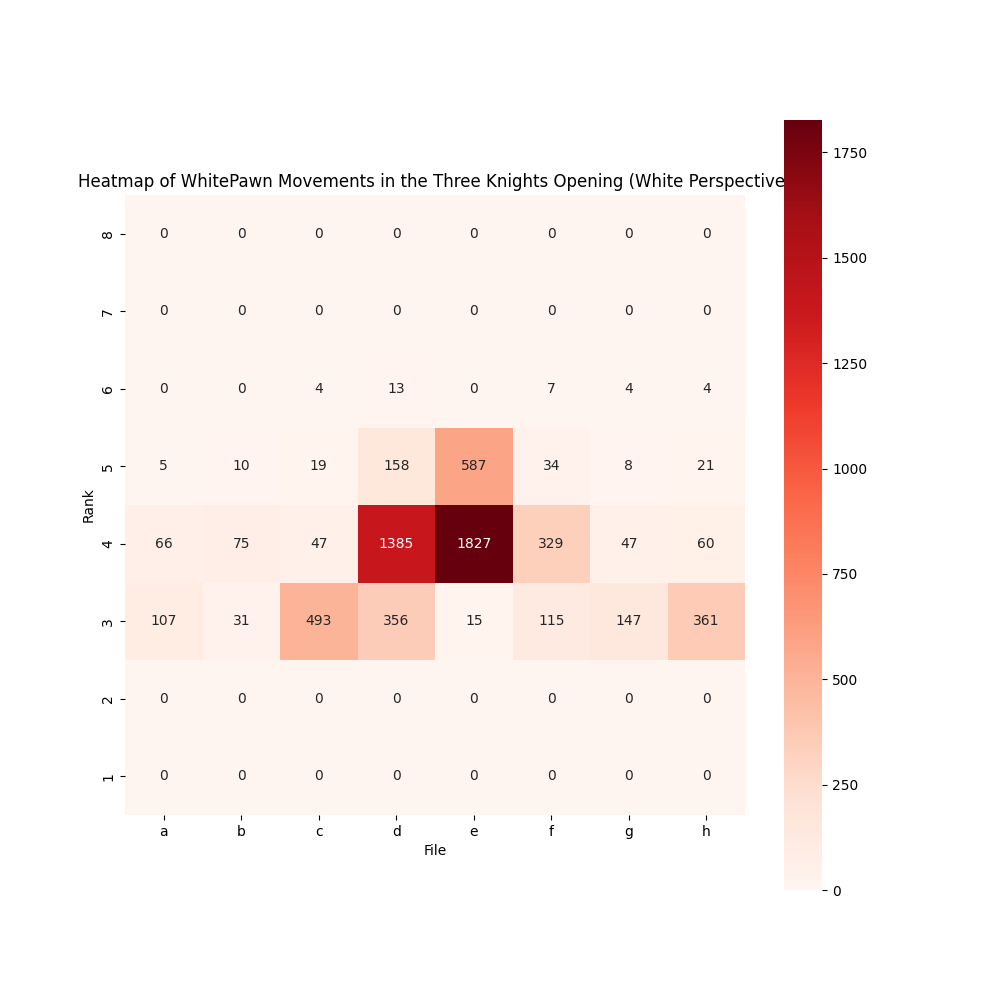 Heatmap of WhitePawn Movements in the Three Knights Opening (White Perspective
8 0 0 0 0 0 0 0 0
7 0 0 0 0 0 0 0 0
6 0 0 4 13 0 7 4 4
5 5 10 19 158 587 34 8 21
Rank
4 66 75 47 1385 1827 329 47 60
3 107 31 493 356 15 115 147 361
2 0 0 0 0 0 0 0 0
1 0 0 0 0 0 0 0 0
a b c d e f g h
File
1750
1500
1250
1000
750
500
250
0